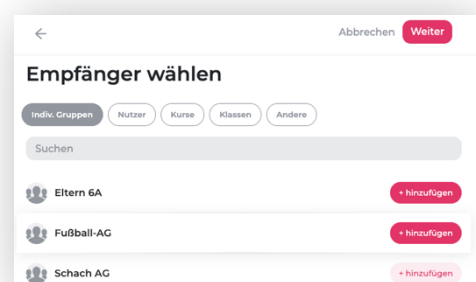 Abbrechen Weiter
Empfänger wählen
Indiv. Gruppen Nutzer Kurse Klassen Andere
Suchen
Eltern 6A + hinzufügen
Fußball-AG + hinzufügen
Schach AG + hinzufügen